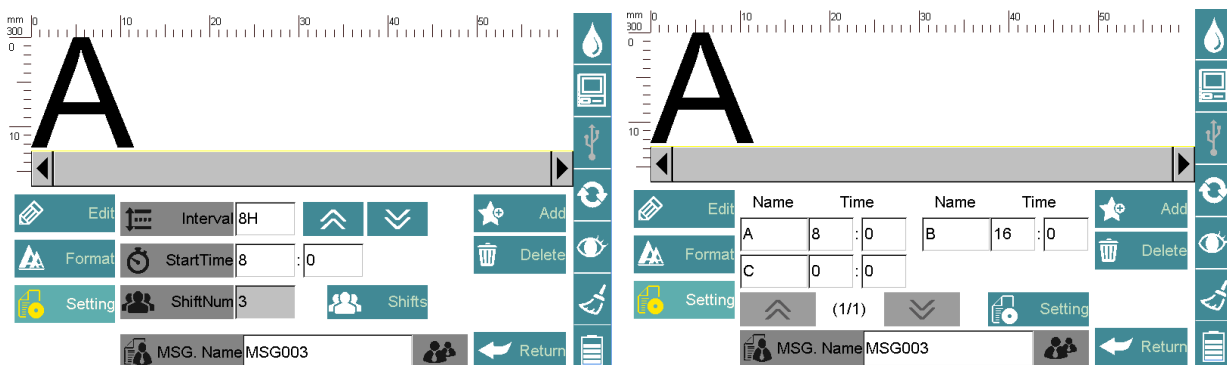 mm 0 10 20 30 40 50
300
0
A
10
Edit Interval 8H Add
Format StartTime 8 : 0 Delete
Setting ShiftNum 3 Shifts
MSG. Name MSG003 Return
mm 0 10 20 30 40 50
300
0
A
10
Name Time Name Time
Edit A 8 : 0 B 16 : 0 Add
Format C 0 : 0 Delete
Setting (1/1) Setting
MSG. Name MSG003 Return